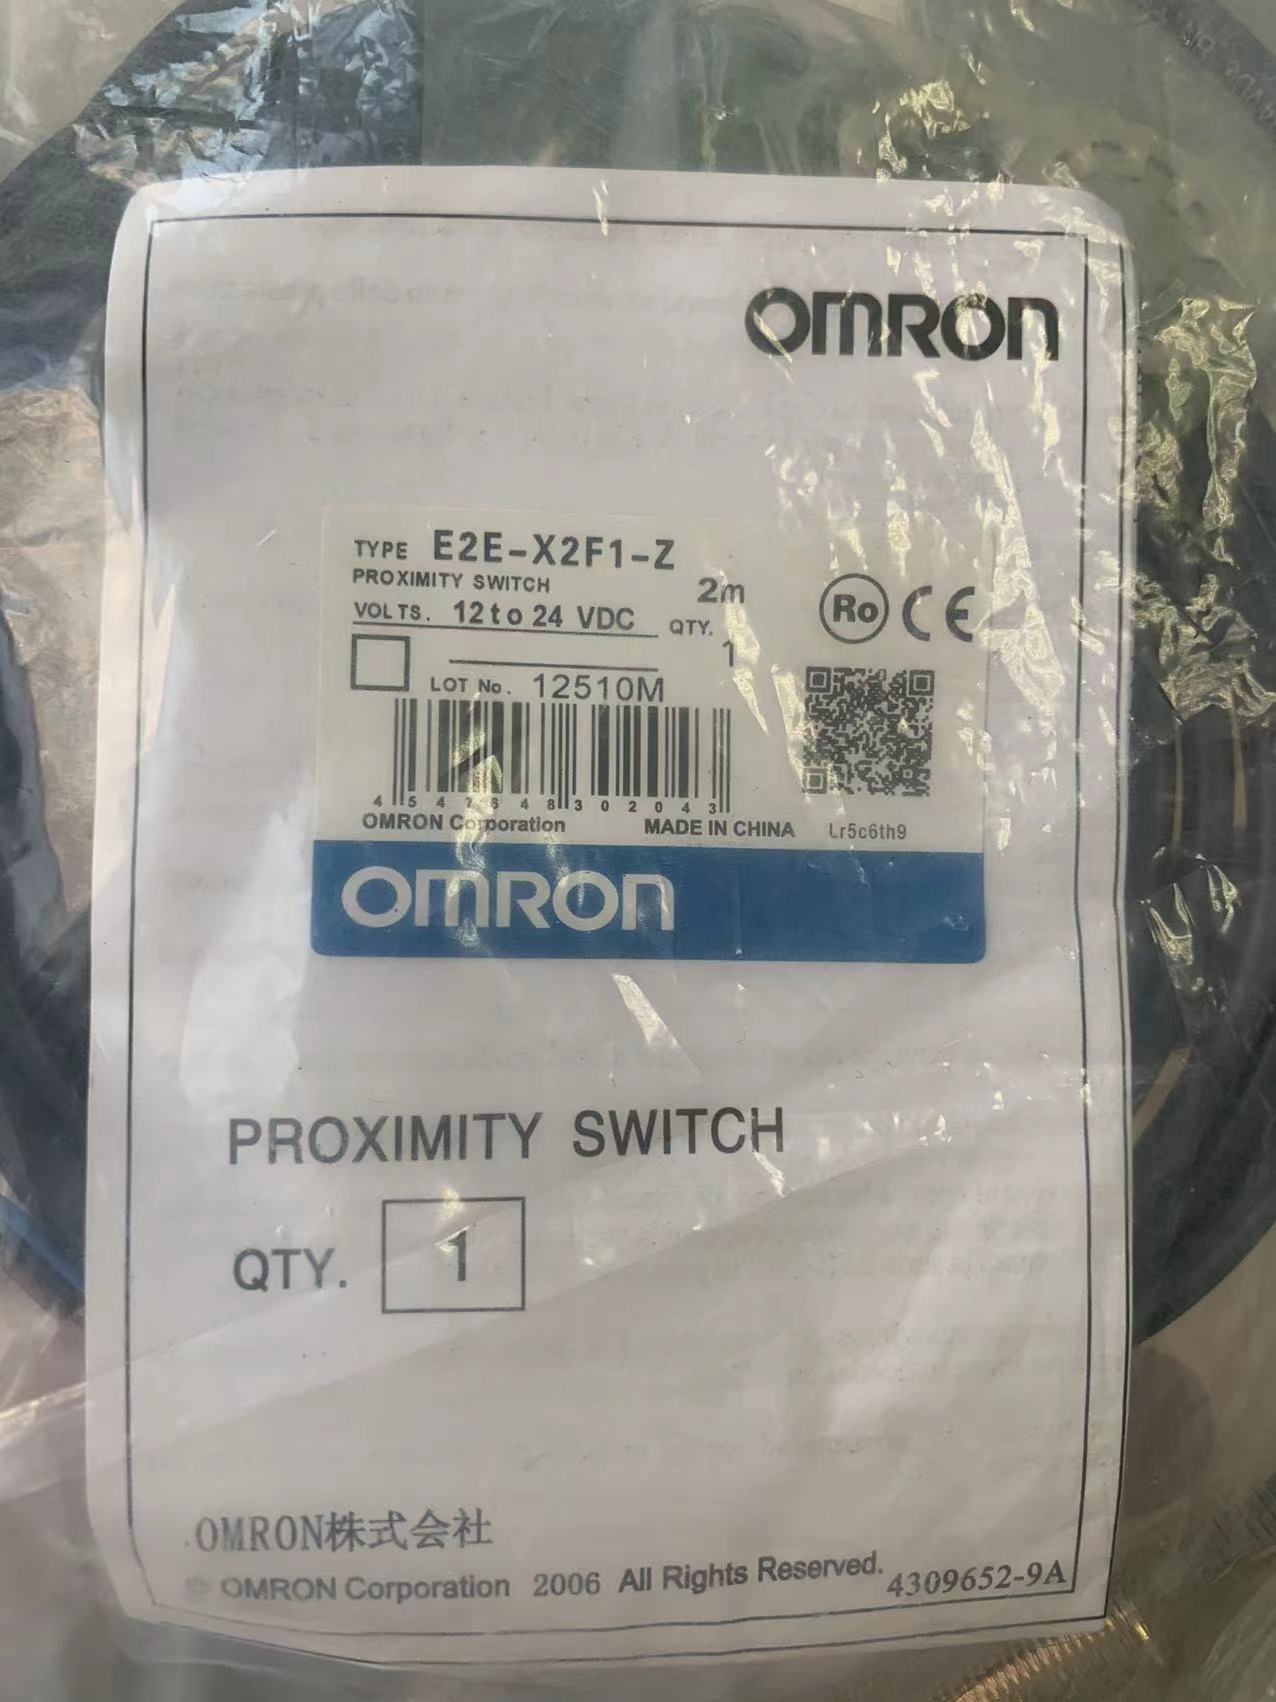 OMRON
TYPE E2E-X2F1-Z
PROXIMITY SWITCH 2m
VOLTS. 12 to 24 VDC QTY. 1
Ro CE
LOT No. 12510M
4 547648 302043
OMRON Corporation MADE IN CHINA Lr5c6th9
OMRON
PROXIMITY SWITCH
QTY. 1
OMRON株式会社
© OMRON Corporation 2006 All Rights Reserved. 4309652-9A